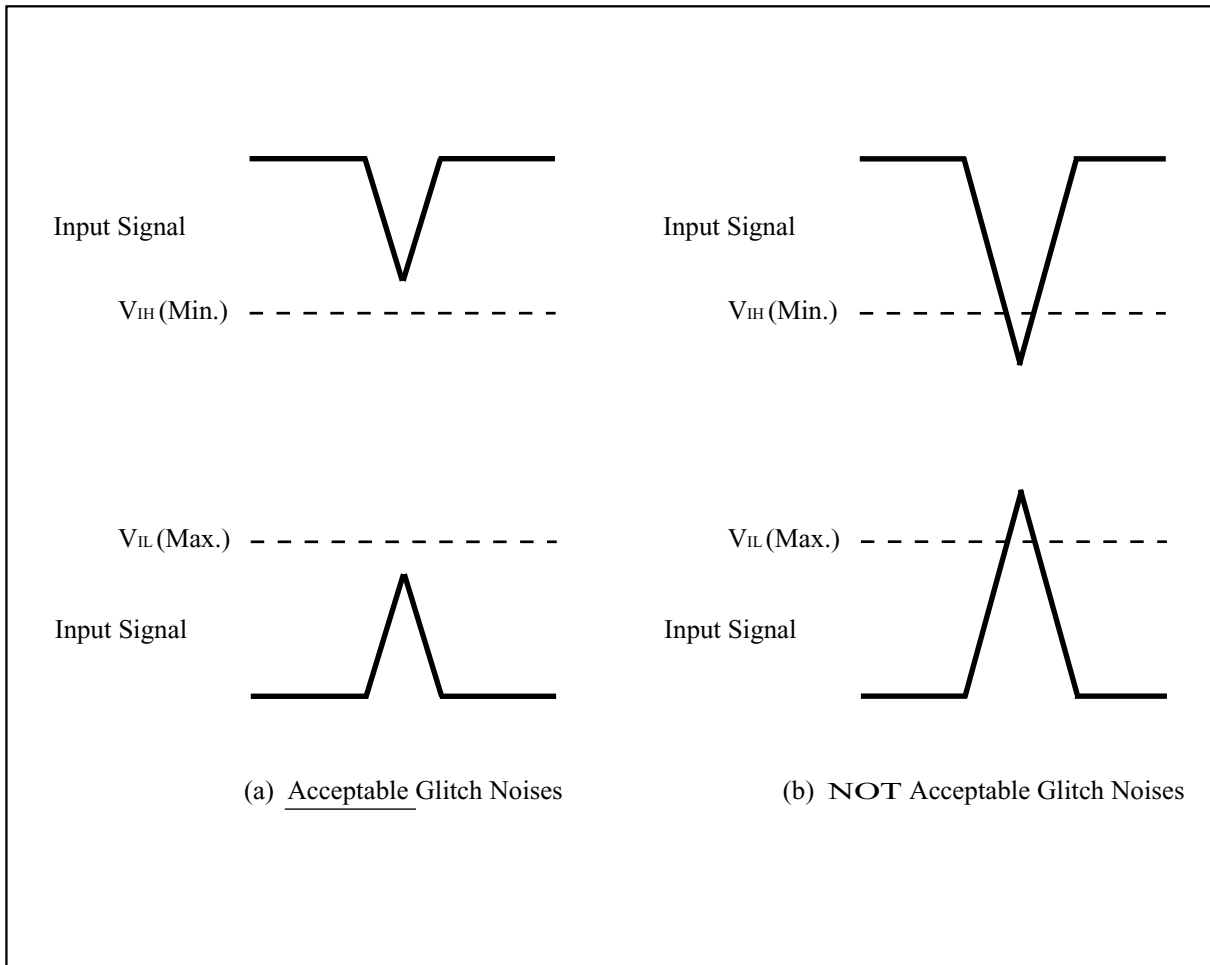 Input Signal
VIH (Min.)
VIL (Max.)
Input Signal
(a) Acceptable Glitch Noises
Input Signal
VIH (Min.)
VIL (Max.)
Input Signal
(b) NOT Acceptable Glitch Noises